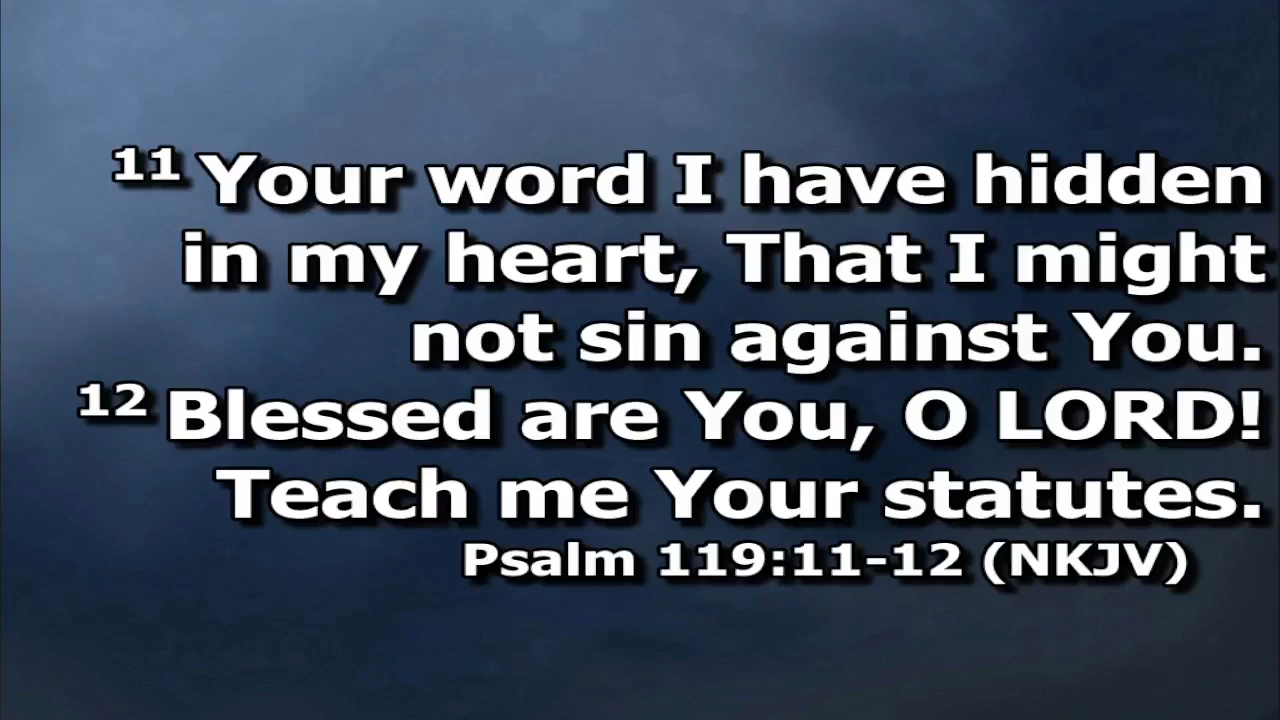 11 Your word I have hidden
in my heart, That I might
not sin against You.
12 Blessed are You, O LORD!
Teach me Your statutes.
Psalm 119:11-12 (NKJV)